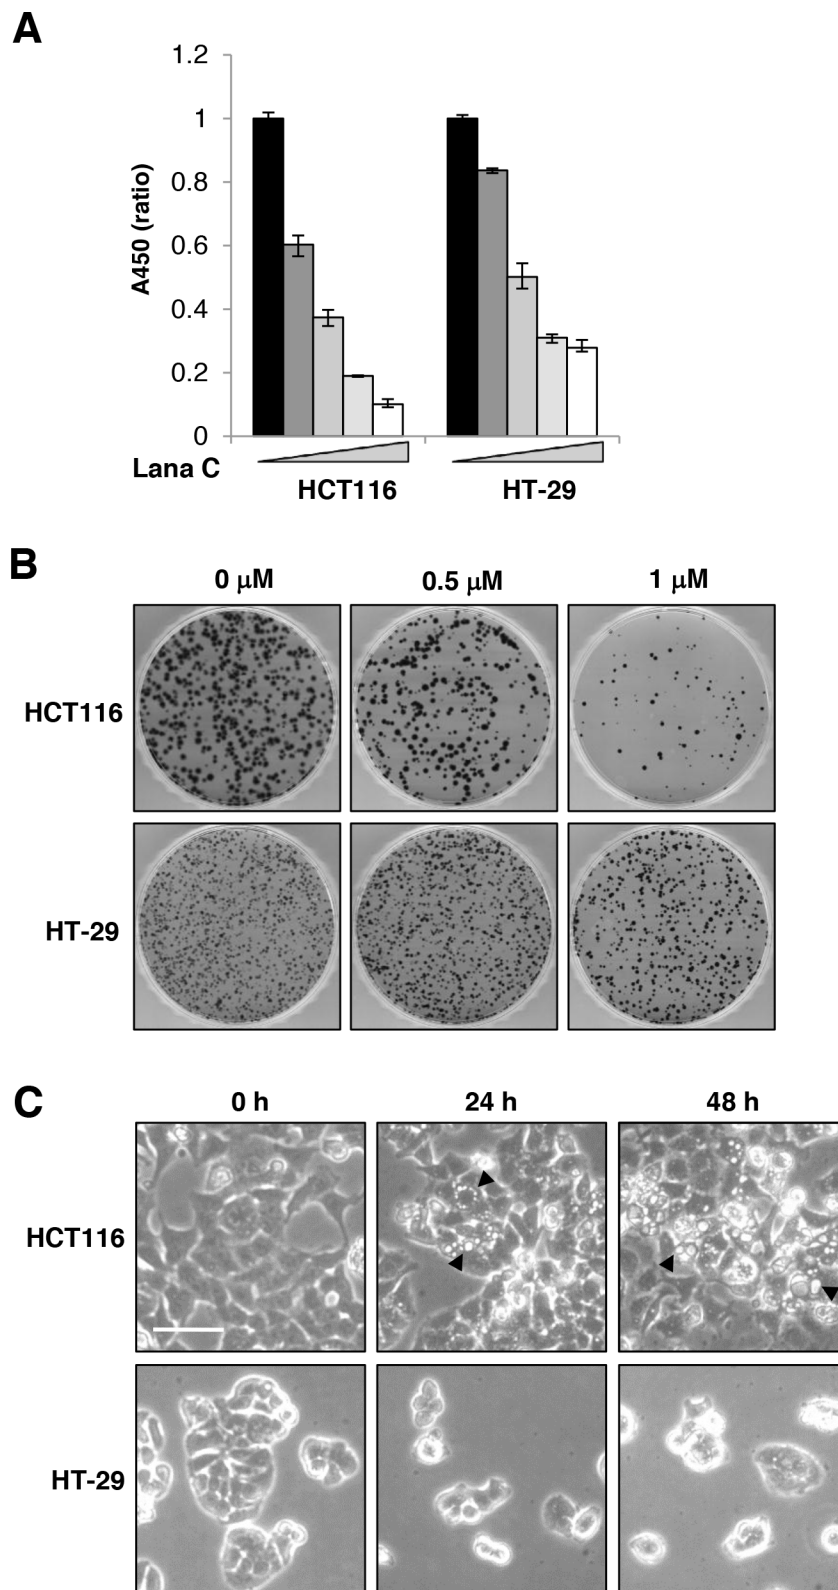 A
1.2
1
0.8
0.6
0.4
0.2
0
A450 (ratio)
Lana C
HCT116 HT-29
B
0 μM 0.5 μM 1 μM
HCT116
HT-29
C
0 h 24 h 48 h
HCT116
HT-29